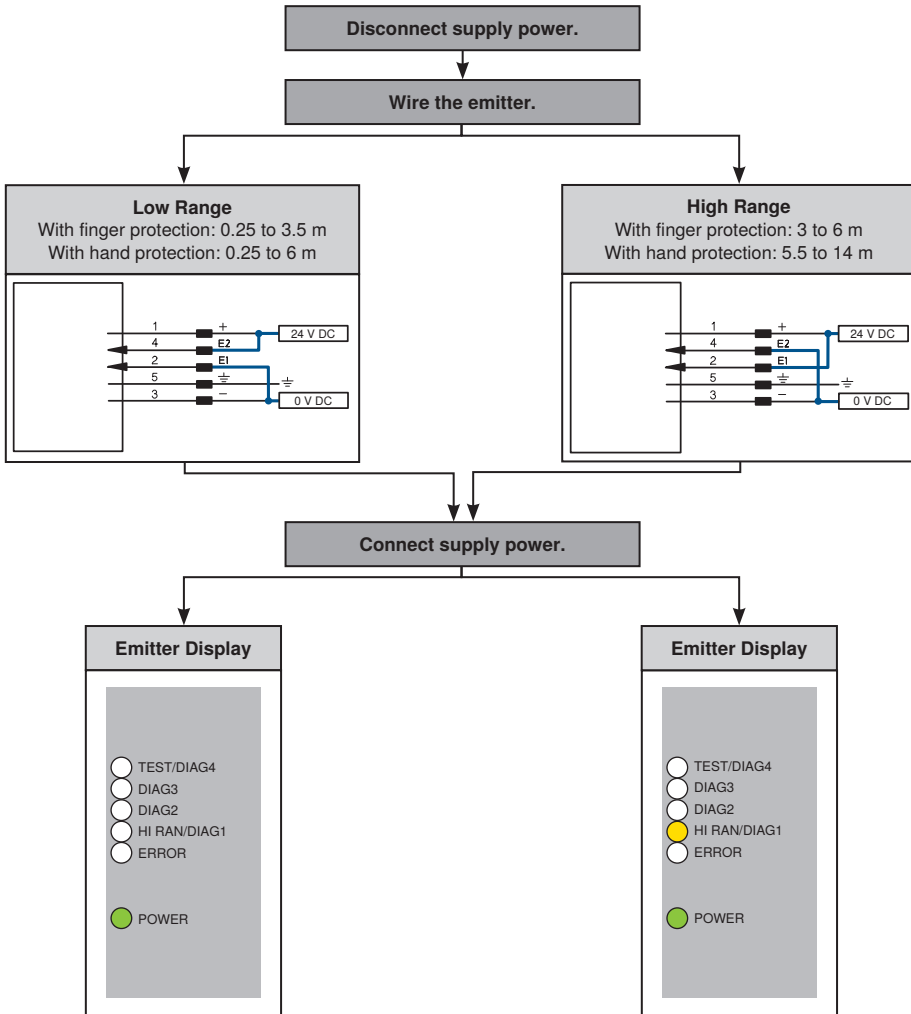 Disconnect supply power.
Wire the emitter.
Low Range
With finger protection: 0.25 to 3.5 m
With hand protection: 0.25 to 6 m
1 +
24 V DC
4 E2
2 E1
5
3 −
0 V DC
High Range
With finger protection: 3 to 6 m
With hand protection: 5.5 to 14 m
1 +
24 V DC
4 E2
2 E1
5
3 −
0 V DC
Connect supply power.
Emitter Display
TEST/DIAG4
DIAG3
DIAG2
HI RAN/DIAG1
ERROR
POWER
Emitter Display
TEST/DIAG4
DIAG3
DIAG2
HI RAN/DIAG1
ERROR
POWER